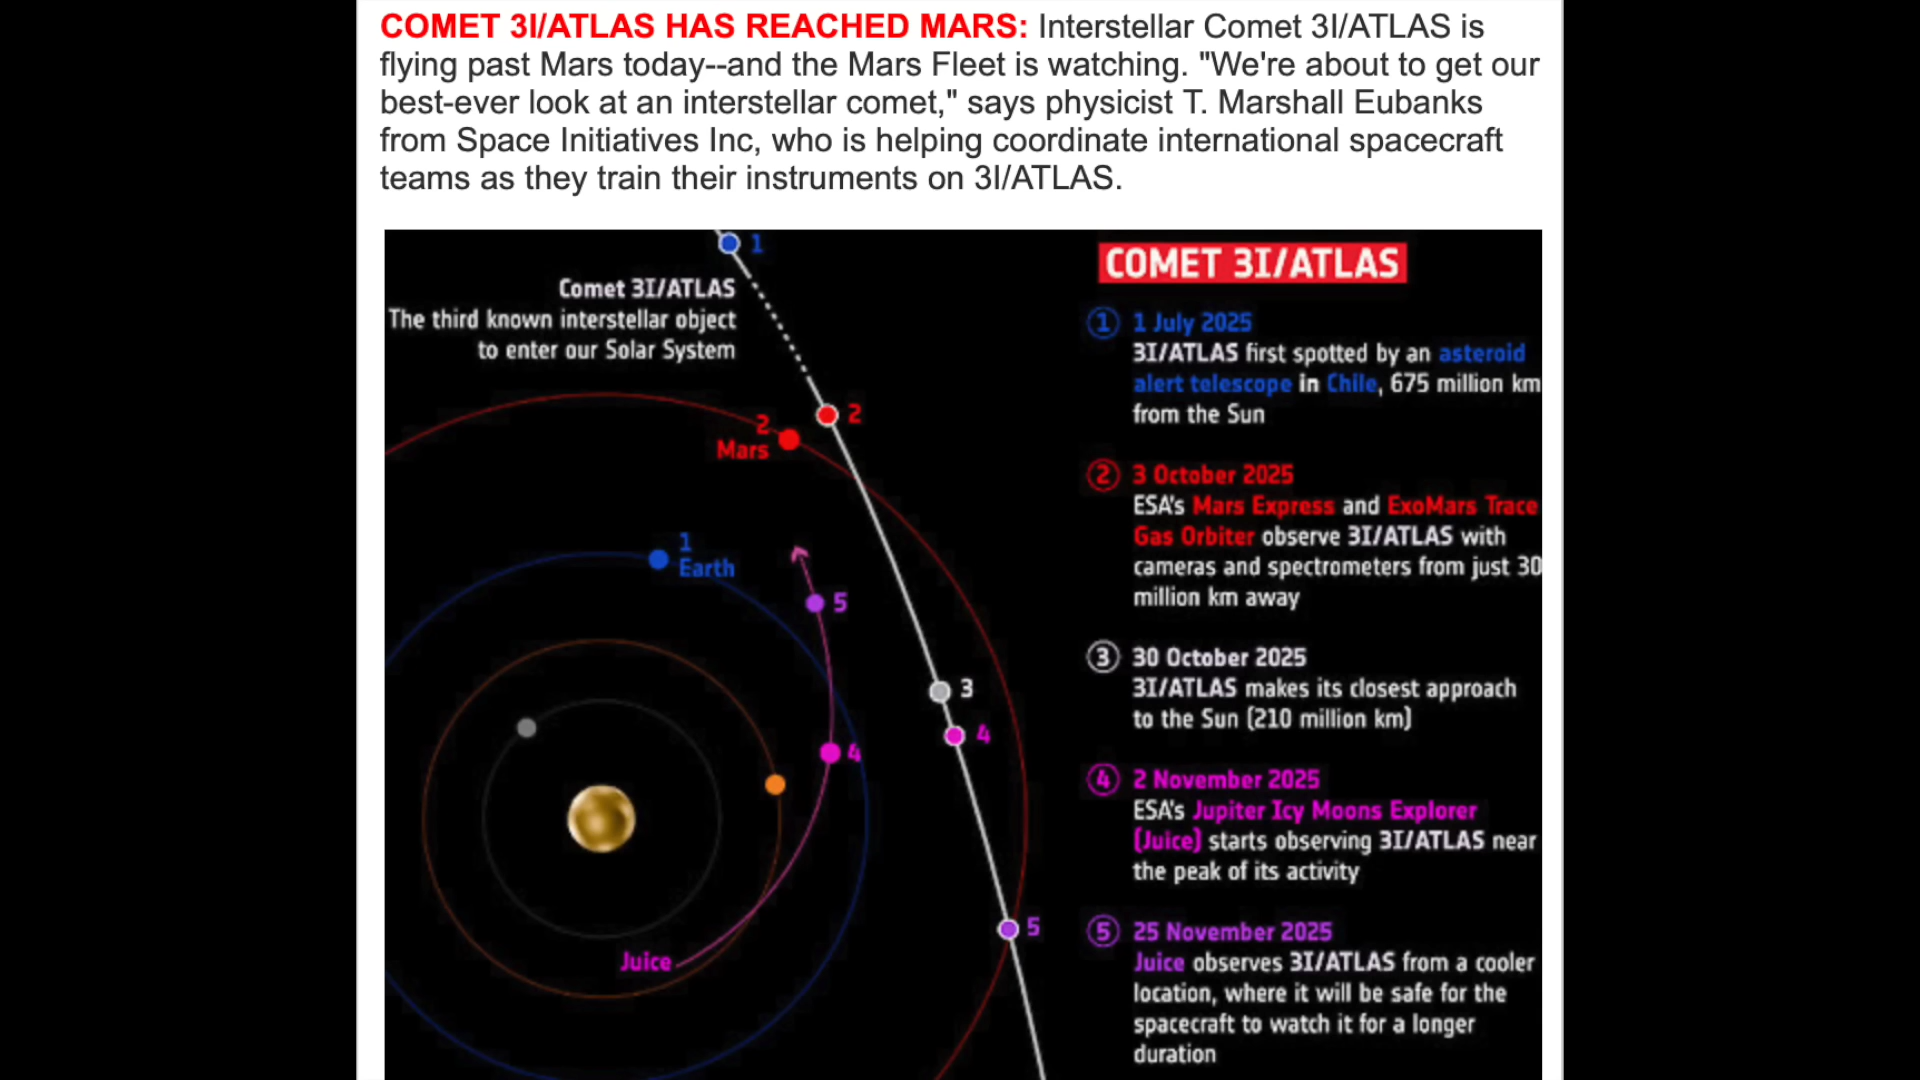 COMET 3I/ATLAS HAS REACHED MARS: Interstellar Comet 3I/ATLAS is
flying past Mars today--and the Mars Fleet is watching. "We're about to get our
best-ever look at an interstellar comet," says physicist T. Marshall Eubanks
from Space Initiatives Inc, who is helping coordinate international spacecraft
teams as they train their instruments on 3I/ATLAS.
1
Comet 3I/ATLAS
The third known interstellar object
to enter our Solar System
2
2
Mars
1
Earth
5
3
4
4
5
Juice
COMET 3I/ATLAS
1 1 July 2025
3I/ATLAS first spotted by an asteroid
alert telescope in Chile, 675 million km
from the Sun
2 3 October 2025
ESA's Mars Express and ExoMars Trace
Gas Orbiter observe 3I/ATLAS with
cameras and spectrometers from just 30
million km away
3 30 October 2025
3I/ATLAS makes its closest approach
to the Sun (210 million km)
4 2 November 2025
ESA's Jupiter Icy Moons Explorer
(Juice) starts observing 3I/ATLAS near
the peak of its activity
5 25 November 2025
Juice observes 3I/ATLAS from a cooler
location, where it will be safe for the
spacecraft to watch it for a longer
duration